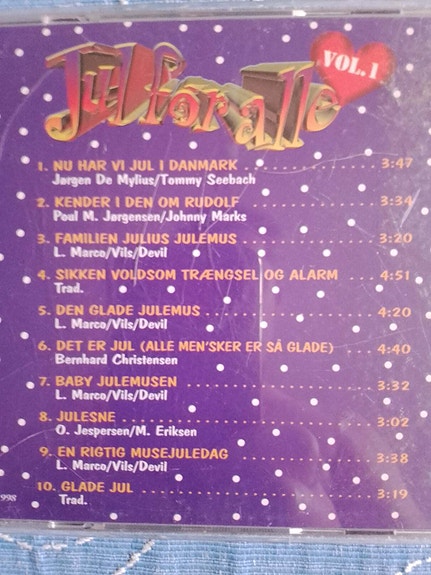 Jul for alle
VOL. 1
1. NU HAR VI JUL I DANMARK 3:47
Jørgen De Mylius/Tommy Seebach
2. KENDER I DEN OM RUDOLF 3:34
Poul M. Jørgensen/Johnny Marks
3. FAMILIEN JULIUS JULEMUS 3:20
L. Marco/Vils/Devil
4. SIKKEN VOLDSOM TRÆNGSEL OG ALARM 4:51
Trad.
5. DEN GLADE JULEMUS 4:20
L. Marco/Vils/Devil
6. DET ER JUL (ALLE MEN'SKER ER SÅ GLADE) 4:40
Bernhard Christensen
7. BABY JULEMUSEN 3:32
L. Marco/Vils/Devil
8. JULESNE 3:02
O. Jespersen/M. Eriksen
9. EN RIGTIG MUSEJULEDAG 3:38
L. Marco/Vils/Devil
10. GLADE JUL 3:19
Trad.
998